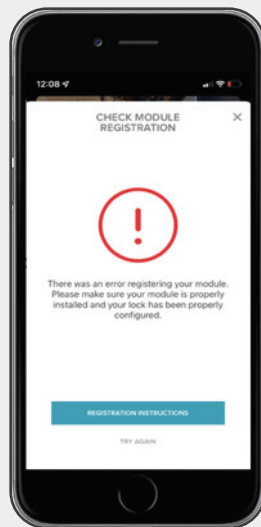 12:08
CHECK MODULE
REGISTRATION
There was an error registering your module.
Please make sure your module is properly
installed and your lock has been properly
configured.
REGISTRATION INSTRUCTIONS
TRY AGAIN